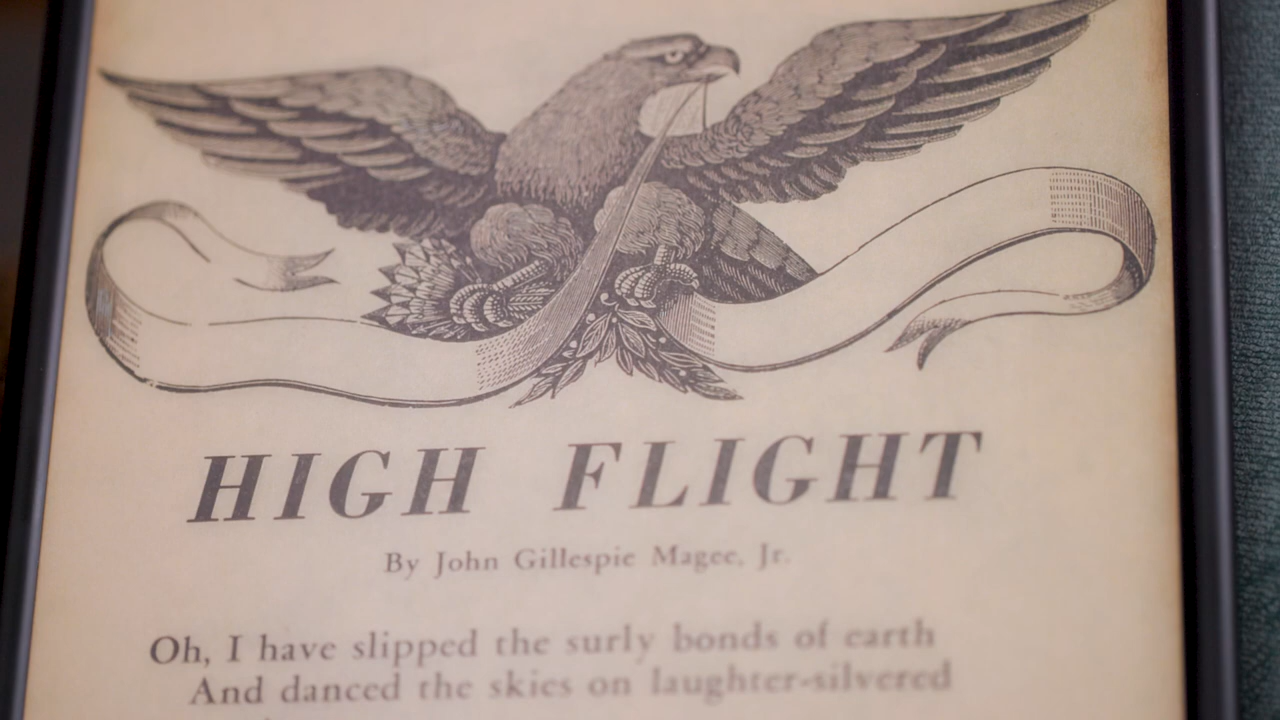 HIGH FLIGHT
By John Gillespie Magee, Jr.
Oh, I have slipped the surly bonds of earth
And danced the skies on laughter-silvered